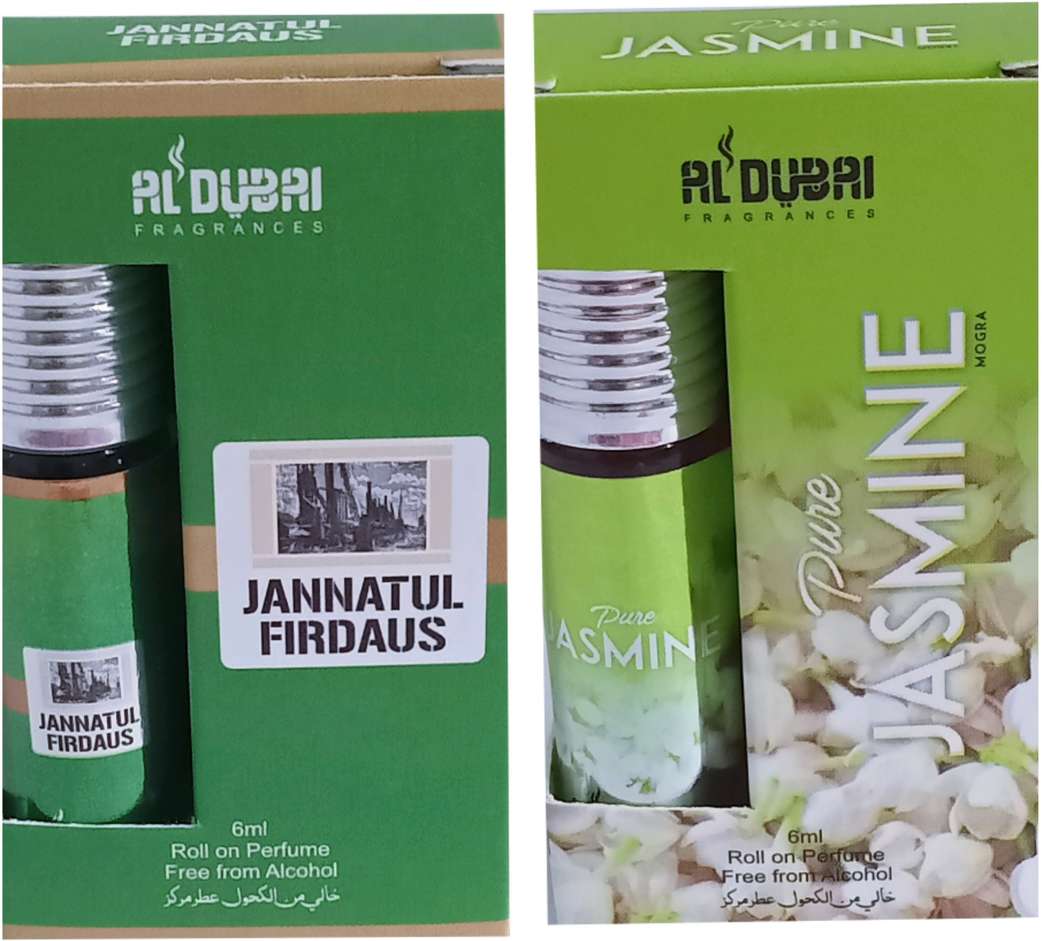 JANNATUL
FIRDAUS
AL DUBAI
FRAGRANCES
JANNATUL
FIRDAUS
JANNATUL
FIRDAUS
6ml
Roll on Perfume
Free from Alcohol
خالي من الكحول عطر مركز
Pure
JASMINE
AL DUBAI
FRAGRANCES
Pure
JASMINE
MOGRA
Pure
JASMINE
6ml
Roll on Perfume
Free from Alcohol
خالي من الكحول عطر مركز